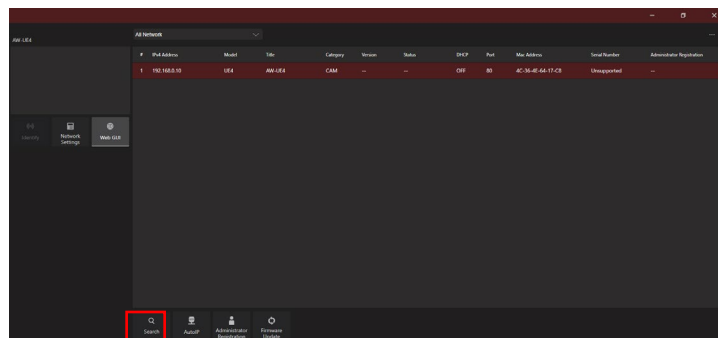 All Network
AW-UE4
# IPv4 Address Model Title Category Version Status DHCP Port Mac Address Serial Number Administrator Registration
1 192.168.0.10 UE4 AW-UE4 CAM -- -- OFF 80 4C-36-4E-64-17-C8 Unsupported --
Identify
Network
Settings
Web GUI
Search
AutoIP
Administrator
Registration
Firmware
Update